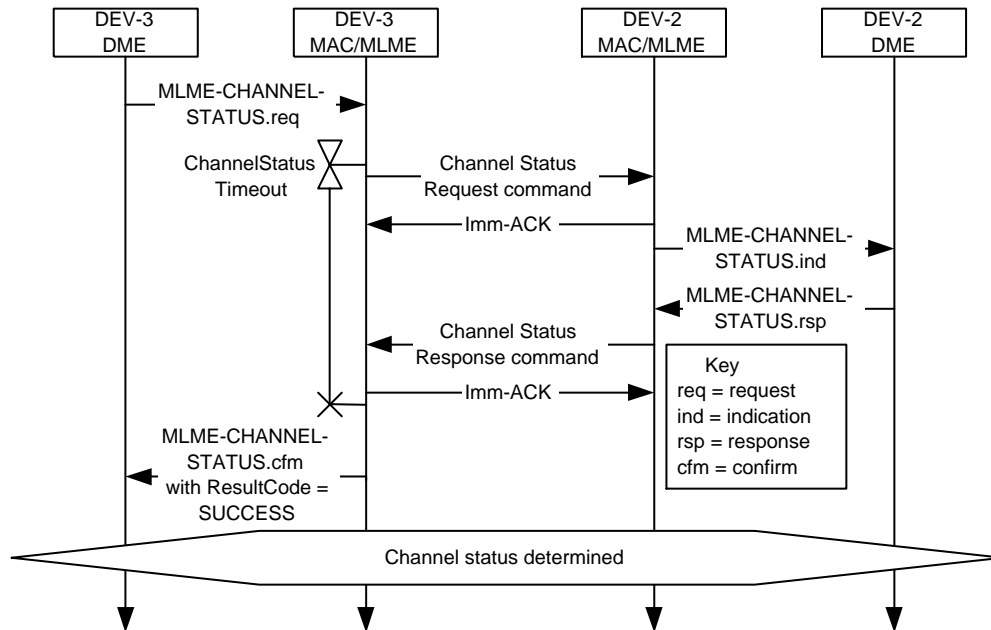 DEV-3
DME
DEV-3
MAC/MLME
DEV-2
MAC/MLME
DEV-2
DME
MLME-CHANNEL-
STATUS.req
ChannelStatus
Timeout
Channel Status
Request command
Imm-ACK
MLME-CHANNEL-
STATUS.ind
MLME-CHANNEL-
STATUS.rsp
Channel Status
Response command
Imm-ACK
Key
req = request
ind = indication
rsp = response
cfm = confirm
MLME-CHANNEL-
STATUS.cfm
with ResultCode =
SUCCESS
Channel status determined